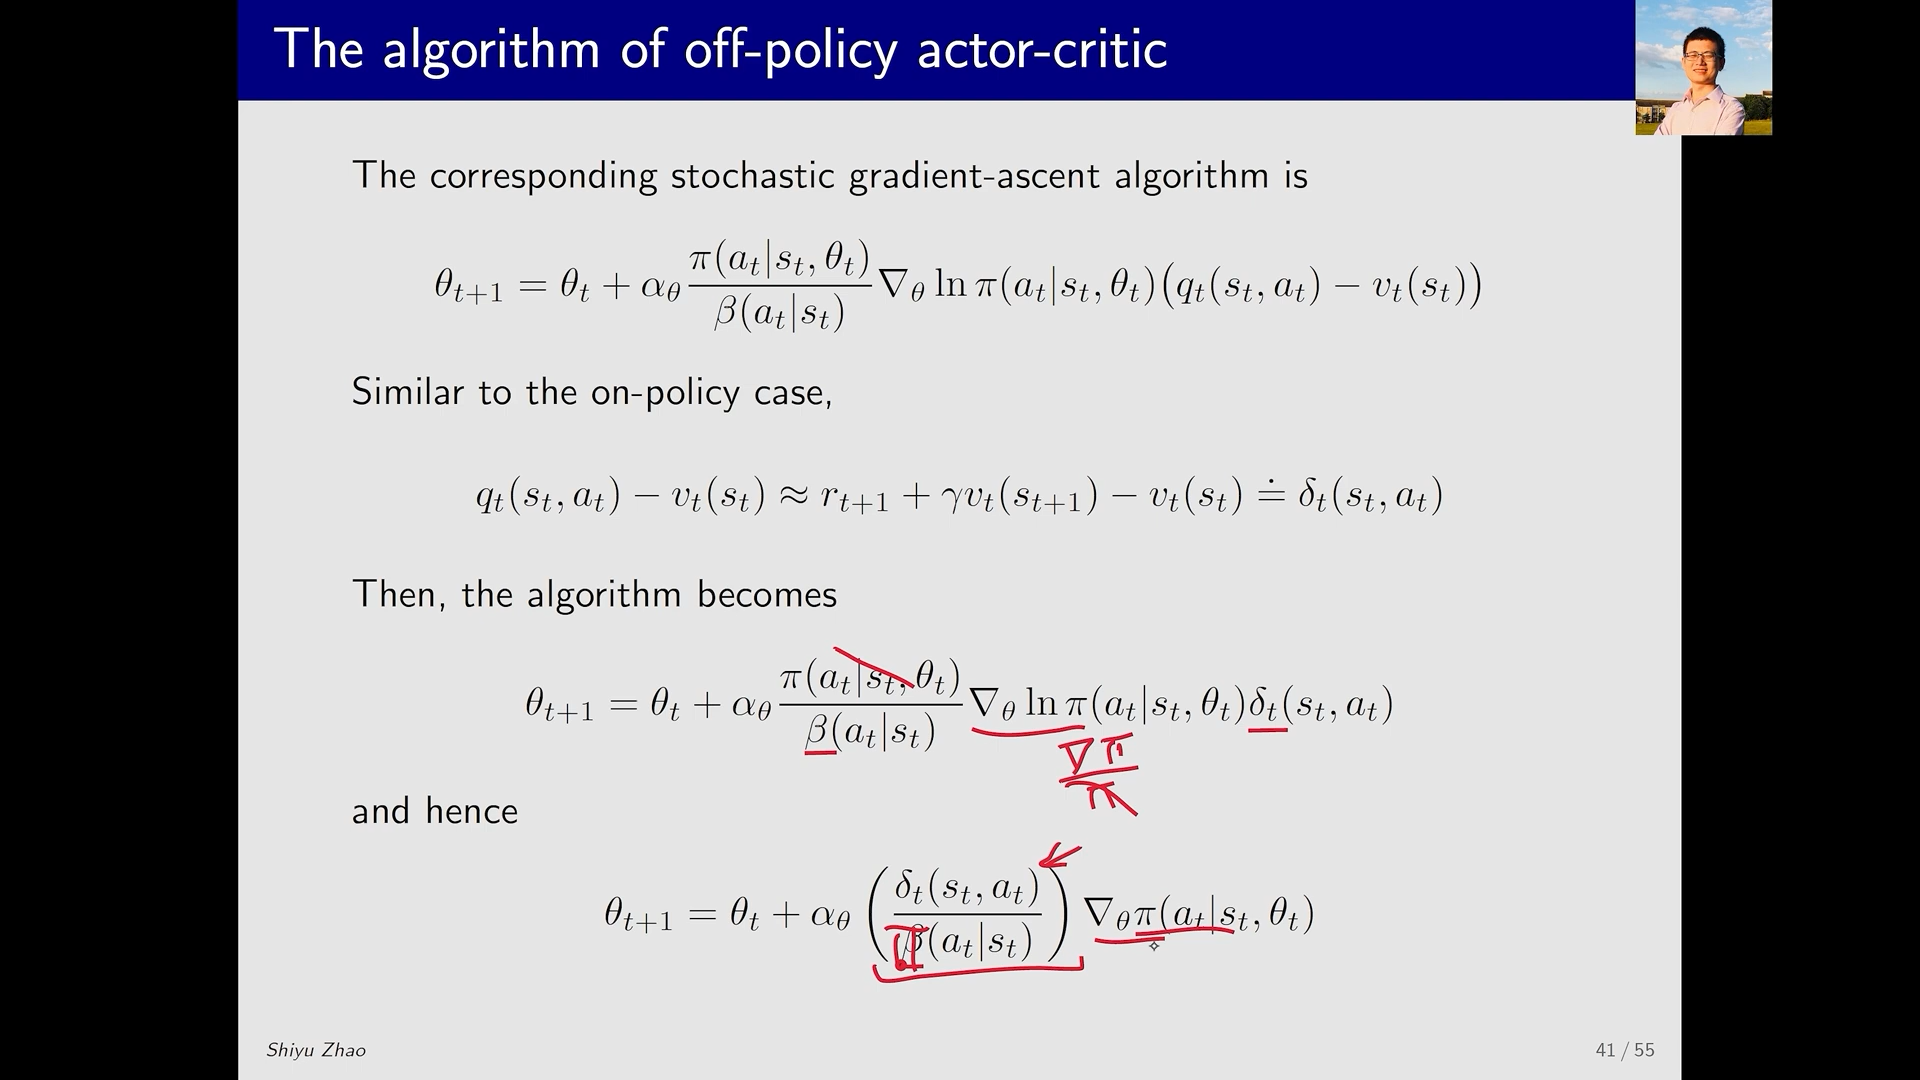 The algorithm of off-policy actor-critic
The corresponding stochastic gradient-ascent algorithm is
θ_{t+1} = θ_t + α_θ \frac{π(a_t|s_t, θ_t)}{β(a_t|s_t)} ∇_θ ln π(a_t|s_t, θ_t)(q_t(s_t, a_t) − v_t(s_t))
Similar to the on-policy case,
q_t(s_t, a_t) − v_t(s_t) ≈ r_{t+1} + γv_t(s_{t+1}) − v_t(s_t) ≐ δ_t(s_t, a_t)
Then, the algorithm becomes
θ_{t+1} = θ_t + α_θ \frac{π(a_t|s_t, θ_t)}{β(a_t|s_t)} ∇_θ ln π(a_t|s_t, θ_t)δ_t(s_t, a_t)
\frac{∇π}{π}
and hence
θ_{t+1} = θ_t + α_θ (\frac{δ_t(s_t, a_t)}{β(a_t|s_t)}) ∇_θ π(a_t|s_t, θ_t)
π
Shiyu Zhao
41 / 55